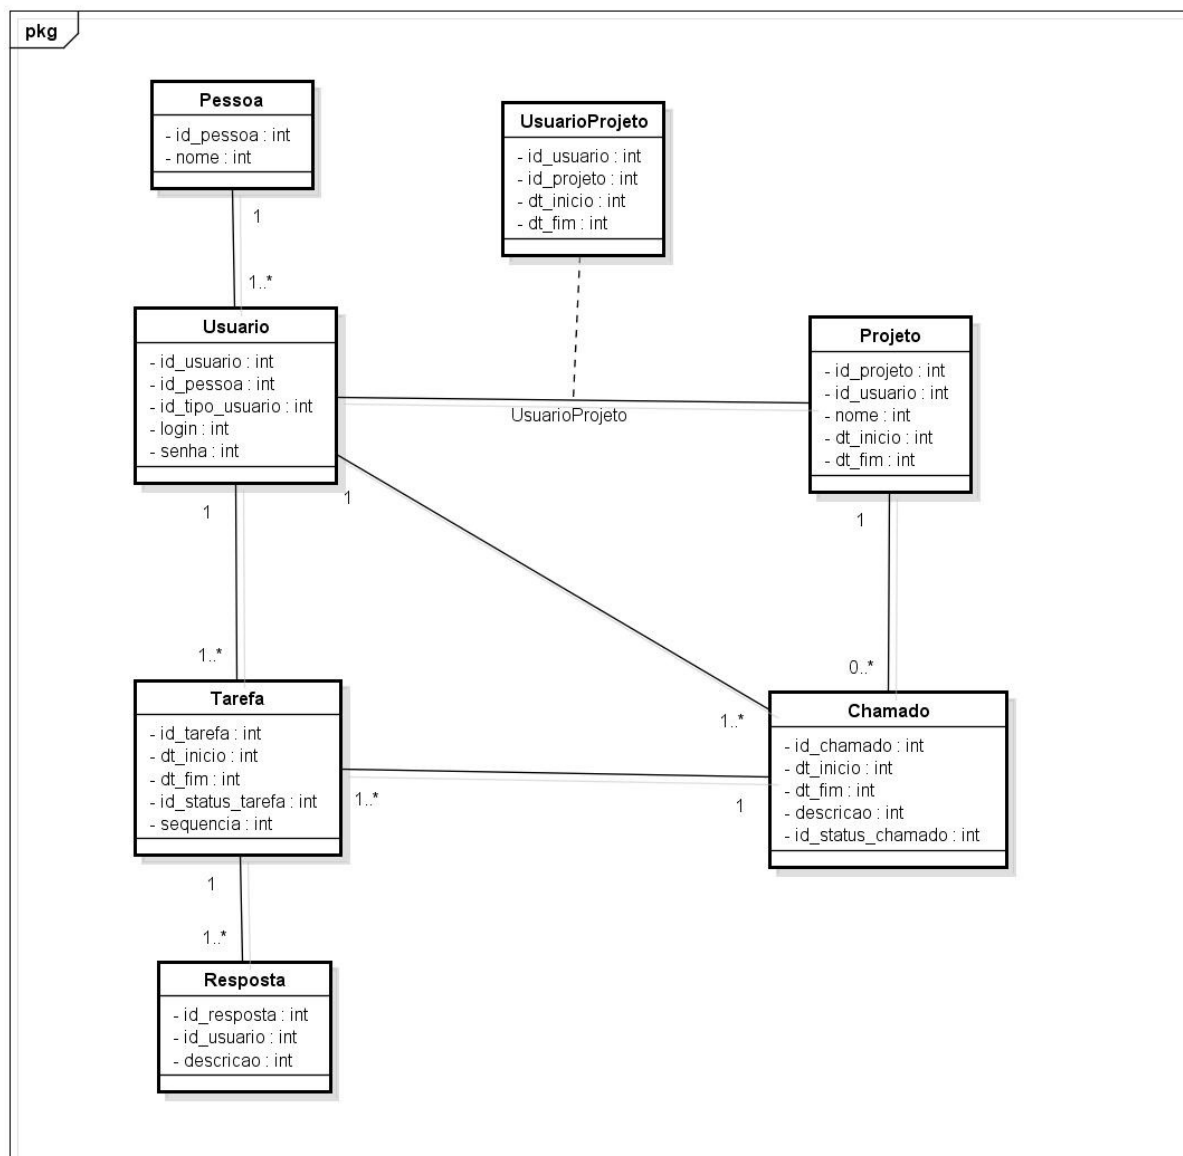 pkg
Pessoa
- id_pessoa : int
- nome : int
UsuarioProjeto
- id_usuario : int
- id_projeto : int
- dt_inicio : int
- dt_fim : int
1
1..*
Usuario
- id_usuario : int
- id_pessoa : int
- id_tipo_usuario : int
- login : int
- senha : int
UsuarioProjeto
Projeto
- id_projeto : int
- id_usuario : int
- nome : int
- dt_inicio : int
- dt_fim : int
1
1
1
1..*
0..*
1..*
Tarefa
- id_tarefa : int
- dt_inicio : int
- dt_fim : int
- id_status_tarefa : int
- sequencia : int
1..*
1
Chamado
- id_chamado : int
- dt_inicio : int
- dt_fim : int
- descricao : int
- id_status_chamado : int
1
1..*
Resposta
- id_resposta : int
- id_usuario : int
- descricao : int